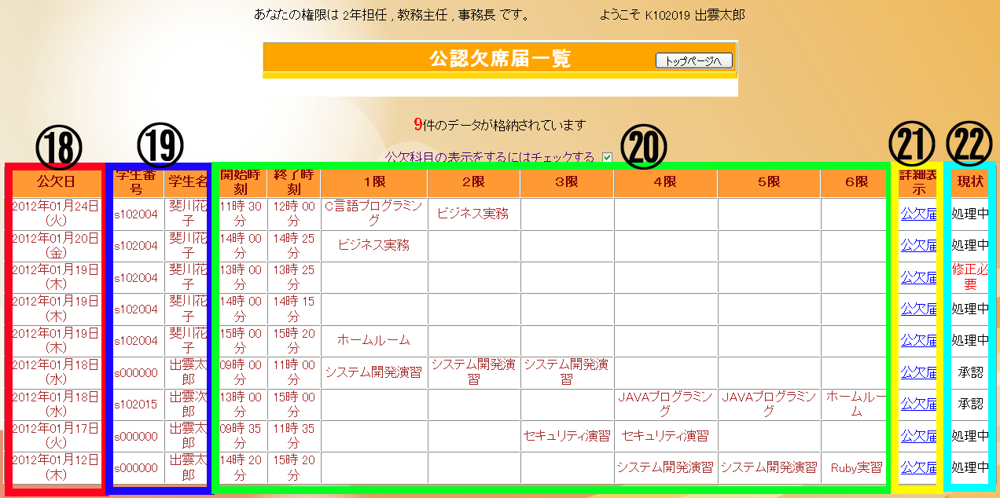 あなたの権限は 2年担任 , 教務主任 , 事務長 です。 ようこそ K102019 出雲太郎
公認欠席届一覧 トップページへ
9件のデータが格納されています
公欠科目の表示をするにはチェックする
⑱ ⑲ ⑳ ㉑ ㉒
公欠日 学生番号 学生名 開始時刻 終了時刻 1限 2限 3限 4限 5限 6限 詳細表示 現状
2012年01月24日(火) s102004 斐川花子 11時 30分 12時 00分 C言語プログラミング ビジネス実務 公欠届 処理中
2012年01月20日(金) s102004 斐川花子 14時 00分 14時 25分 ビジネス実務 公欠届 処理中
2012年01月19日(木) s102004 斐川花子 13時 00分 13時 25分 公欠届 修正必要
2012年01月19日(木) s102004 斐川花子 14時 00分 14時 15分 公欠届 処理中
2012年01月19日(木) s102004 斐川花子 15時 00分 15時 20分 ホームルーム 公欠届 処理中
2012年01月18日(水) s000000 出雲太郎 09時 00分 11時 00分 システム開発演習 システム開発演習 システム開発演習 公欠届 承認
2012年01月18日(水) s102015 出雲次郎 13時 00分 15時 00分 JAVAプログラミング JAVAプログラミング ホームルーム 公欠届 承認
2012年01月17日(火) s000000 出雲太郎 09時 35分 11時 35分 セキュリティ演習 セキュリティ演習 公欠届 処理中
2012年01月12日(木) s000000 出雲太郎 14時 20分 15時 20分 システム開発演習 システム開発演習 Ruby実習 公欠届 処理中